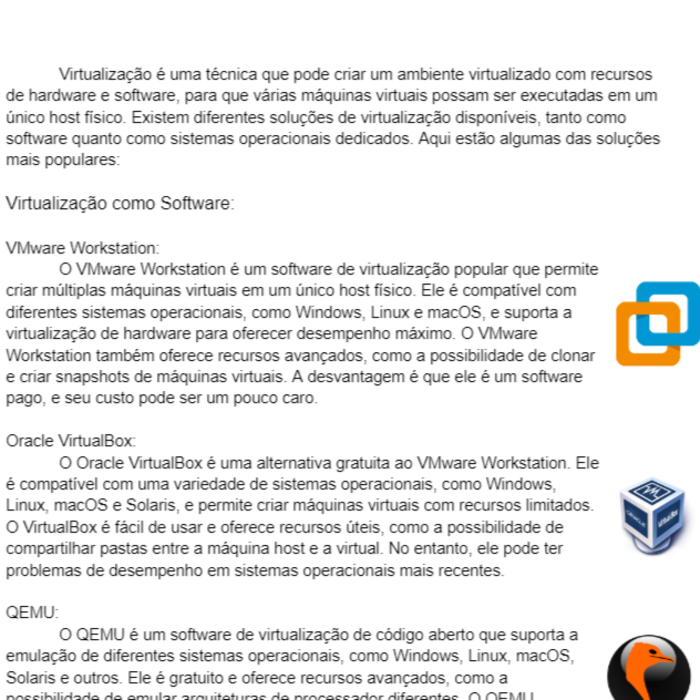 Virtualização é uma técnica que pode criar um ambiente virtualizado com recursos
de hardware e software, para que várias máquinas virtuais possam ser executadas em um
único host físico. Existem diferentes soluções de virtualização disponíveis, tanto como
software quanto como sistemas operacionais dedicados. Aqui estão algumas das soluções
mais populares:
Virtualização como Software:
VMware Workstation:
O VMware Workstation é um software de virtualização popular que permite
criar múltiplas máquinas virtuais em um único host físico. Ele é compatível com
diferentes sistemas operacionais, como Windows, Linux e macOS, e suporta a
virtualização de hardware para oferecer desempenho máximo. O VMware
Workstation também oferece recursos avançados, como a possibilidade de clonar
e criar snapshots de máquinas virtuais. A desvantagem é que ele é um software
pago, e seu custo pode ser um pouco caro.
Oracle VirtualBox:
O Oracle VirtualBox é uma alternativa gratuita ao VMware Workstation. Ele
é compatível com uma variedade de sistemas operacionais, como Windows,
Linux, macOS e Solaris, e permite criar máquinas virtuais com recursos limitados.
O VirtualBox é fácil de usar e oferece recursos úteis, como a possibilidade de
compartilhar pastas entre a máquina host e a virtual. No entanto, ele pode ter
problemas de desempenho em sistemas operacionais mais recentes.
QEMU:
O QEMU é um software de virtualização de código aberto que suporta a
emulação de diferentes sistemas operacionais, como Windows, Linux, macOS,
Solaris e outros. Ele é gratuito e oferece recursos avançados, como a
possibilidade de emular arquiteturas de processador diferentes. O QEMU